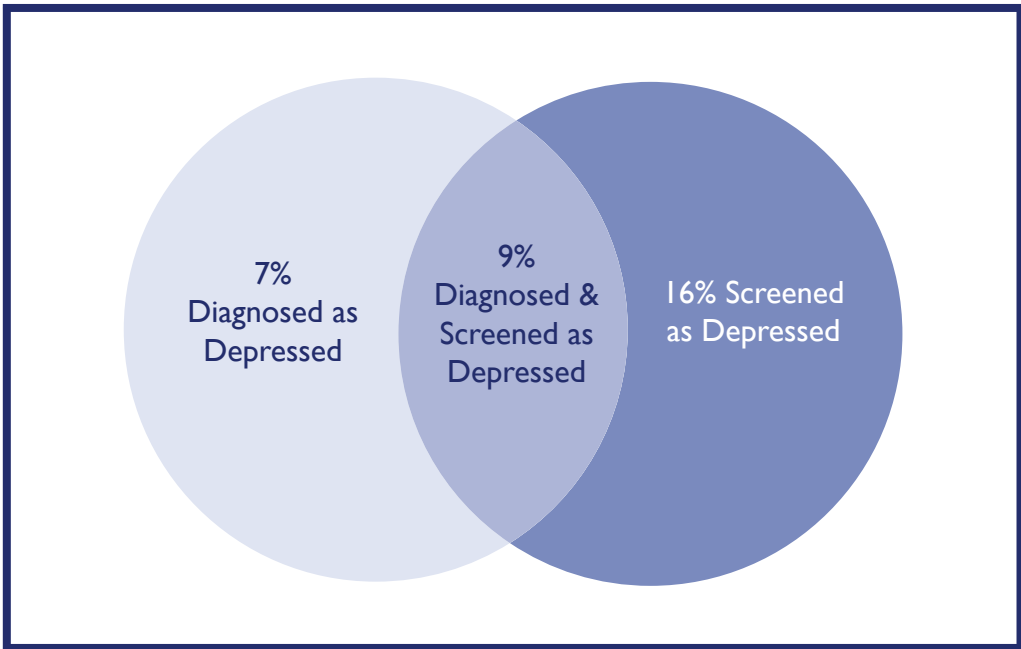 7%
Diagnosed as
Depressed
9%
Diagnosed &
Screened as
Depressed
16% Screened
as Depressed